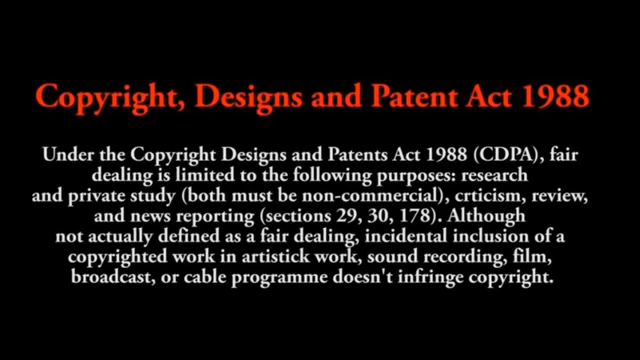 Copyright, Designs and Patent Act 1988
Under the Copyright Designs and Patents Act 1988 (CDPA), fair
dealing is limited to the following purposes: research
and private study (both must be non-commercial), crticism, review,
and news reporting (sections 29, 30, 178). Although
not actually defined as a fair dealing, incidental inclusion of a
copyrighted work in artistick work, sound recording, film,
broadcast, or cable programme doesn't infringe copyright.